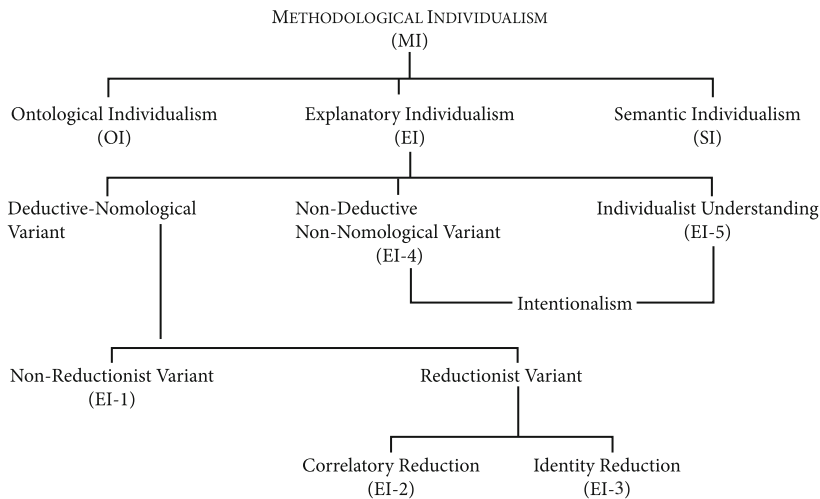 METHODOLOGICAL INDIVIDUALISM
(MI)
Ontological Individualism
(OI)
Explanatory Individualism
(EI)
Semantic Individualism
(SI)
Deductive-Nomological
Variant
Non-Deductive
Non-Nomological Variant
(EI-4)
Individualist Understanding
(EI-5)
Intentionalism
Non-Reductionist Variant
(EI-1)
Reductionist Variant
Correlatory Reduction
(EI-2)
Identity Reduction
(EI-3)